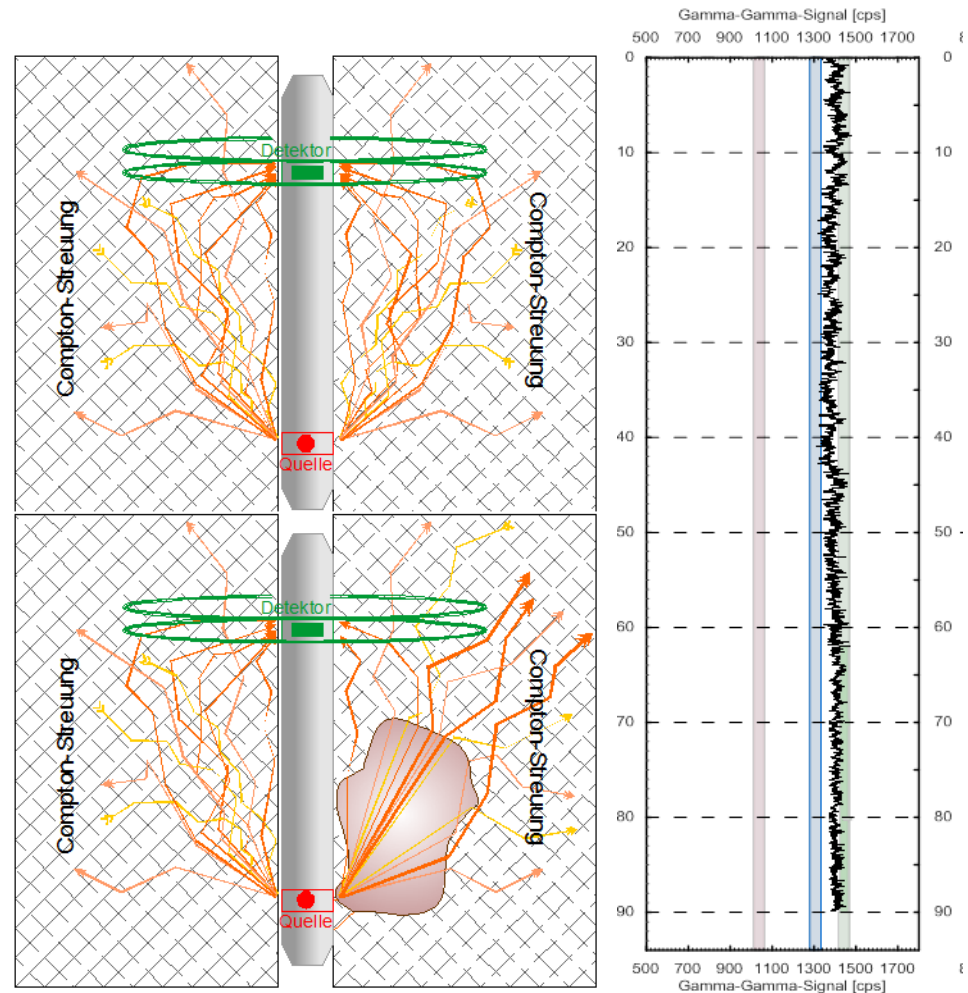 Detektor
Compton-Streuung
Compton-Streuung
Quelle
Detektor
Compton-Streuung
Compton-Streuung
Quelle
Gamma-Gamma-Signal [cps]
500 700 900 1100 1300 1500 1700 8
0 0
10 10
20 20
30 30
40 40
50 50
60 60
70 70
80 80
90 90
500 700 900 1100 1300 1500 1700 8
Gamma-Gamma-Signal [cps]